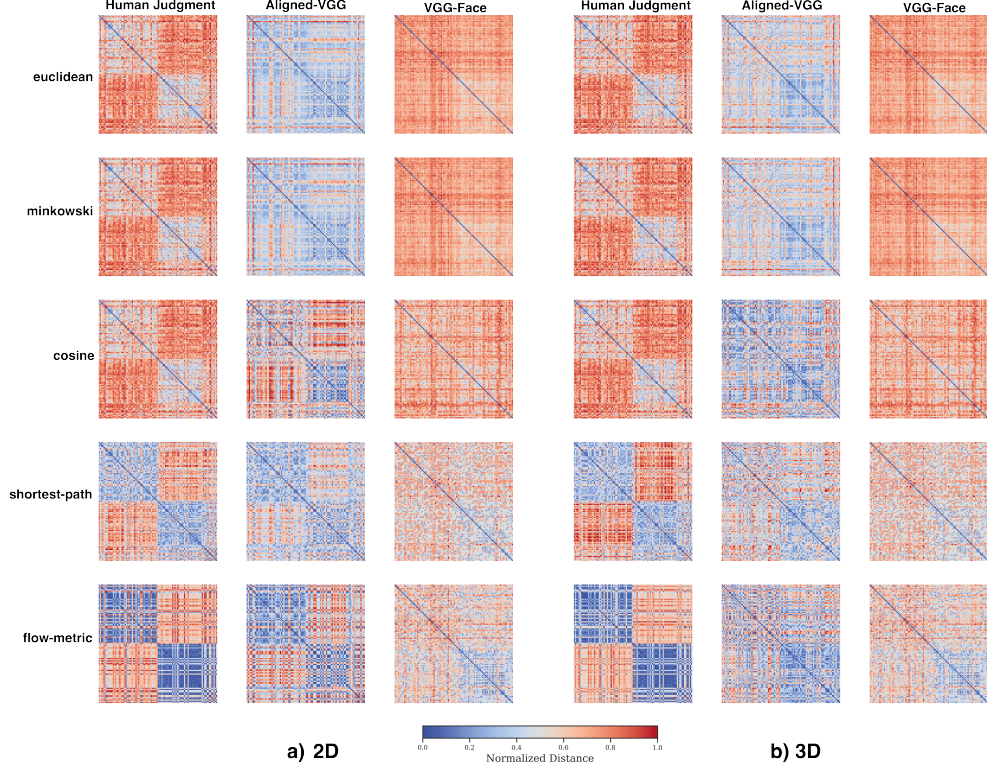 Human Judgment Aligned-VGG VGG-Face Human Judgment Aligned-VGG VGG-Face
euclidean
minkowski
cosine
shortest-path
flow-metric
0.0 0.2 0.4 0.6 0.8 1.0
Normalized Distance
a) 2D b) 3D